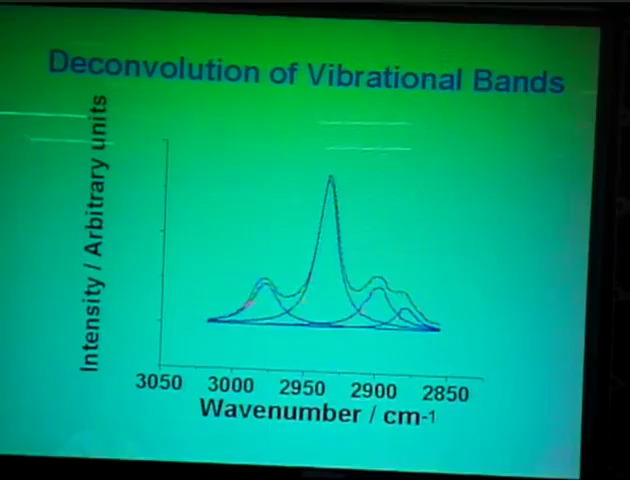 Deconvolution of Vibrational Bands
Intensity / Arbitrary units
3050 3000 2950 2900 2850
Wavenumber / cm-1